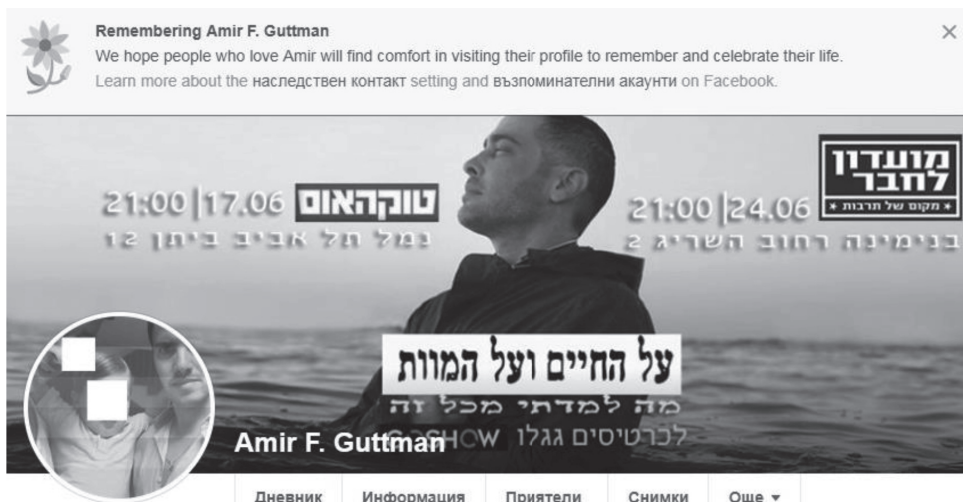 Remembering Amir F. Guttman
We hope people who love Amir will find comfort in visiting their profile to remember and celebrate their life.
Learn more about the наследствен контакт setting and възпоминателни акаунти on Facebook.
מועדון
לחבר
* מקום של תרבות *
21:00 | 24.06
בנימינה רחוב השריג 2
טוקהאוס
21:00 | 17.06
נמל תל אביב ביתן 12
על החיים ועל המוות
מה למדתי מכל זה
לכרטיסים גגלו
Amir F. Guttman
Дневник Информация Приятели Снимки Още ▾